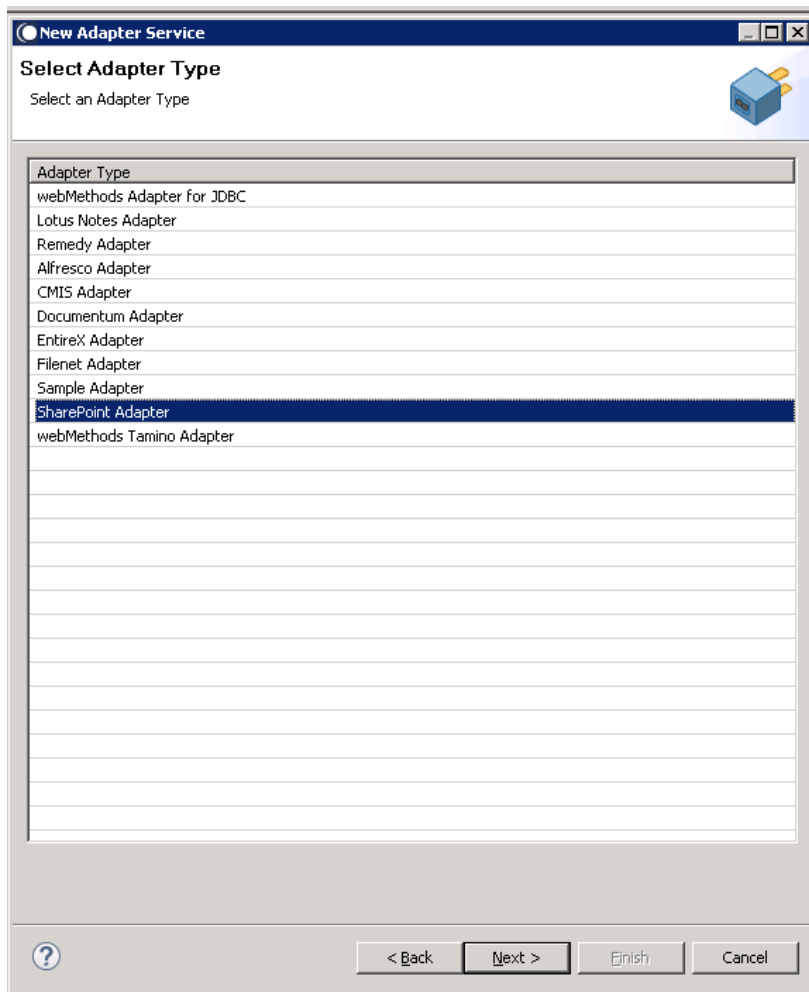 New Adapter Service
Select Adapter Type
Select an Adapter Type
Adapter Type
webMethods Adapter for JDBC
Lotus Notes Adapter
Remedy Adapter
Alfresco Adapter
CMIS Adapter
Documentum Adapter
EntireX Adapter
Filenet Adapter
Sample Adapter
SharePoint Adapter
webMethods Tamino Adapter
? < Back Next > Finish Cancel